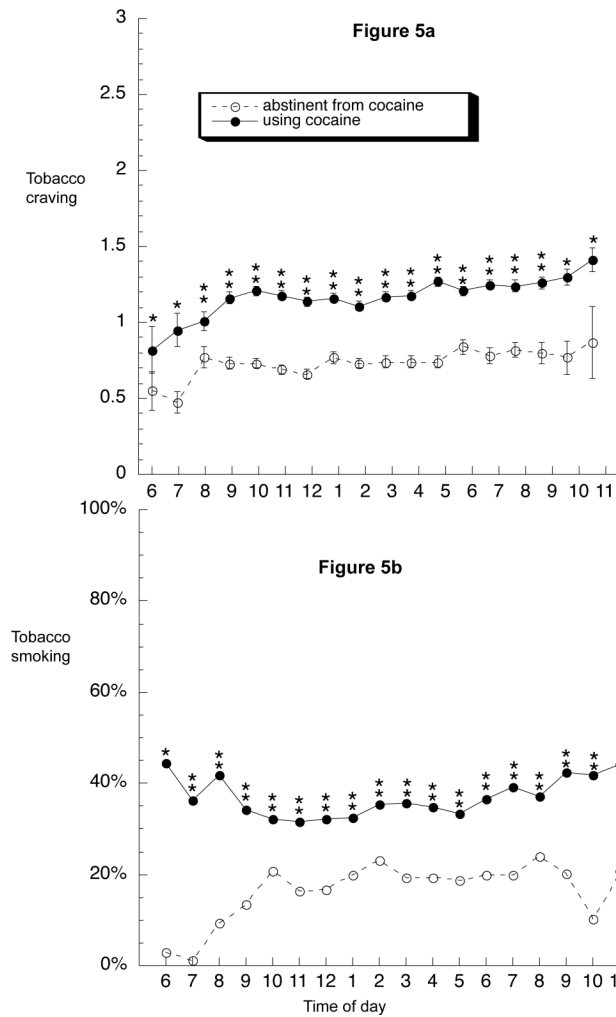 Figure 5a
3
2.5
abstinent from cocaine
using cocaine
2
Tobacco
craving
1.5
1
0.5
0
6 7 8 9 10 11 12 1 2 3 4 5 6 7 8 9 10 11
100%
Figure 5b
80%
Tobacco
smoking
60%
40%
20%
0%
6 7 8 9 10 11 12 1 2 3 4 5 6 7 8 9 10 1
Time of day